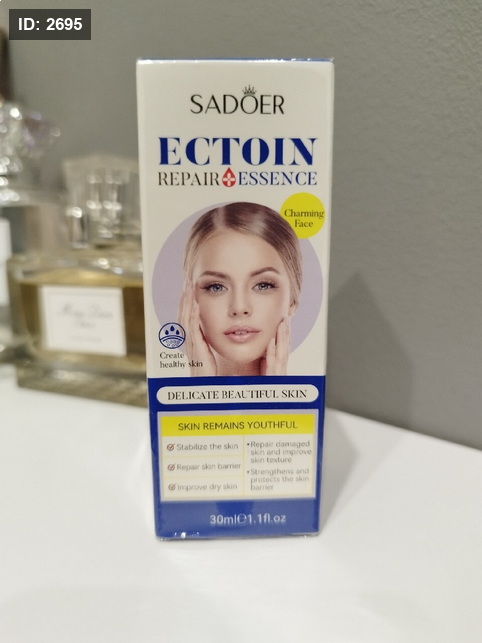 ID: 2695
SADOER
ECTOIN
REPAIR ESSENCE
Charming
Face
Create
healthy skin
DELICATE BEAUTIFUL SKIN
SKIN REMAINS YOUTHFUL
Stabilize the skin
Repair skin barrier
Improve dry skin
•Repair damaged
skin and improve
skin texture
•Strengthens and
protects the skin
barrier
30ml℮1.1fl.oz